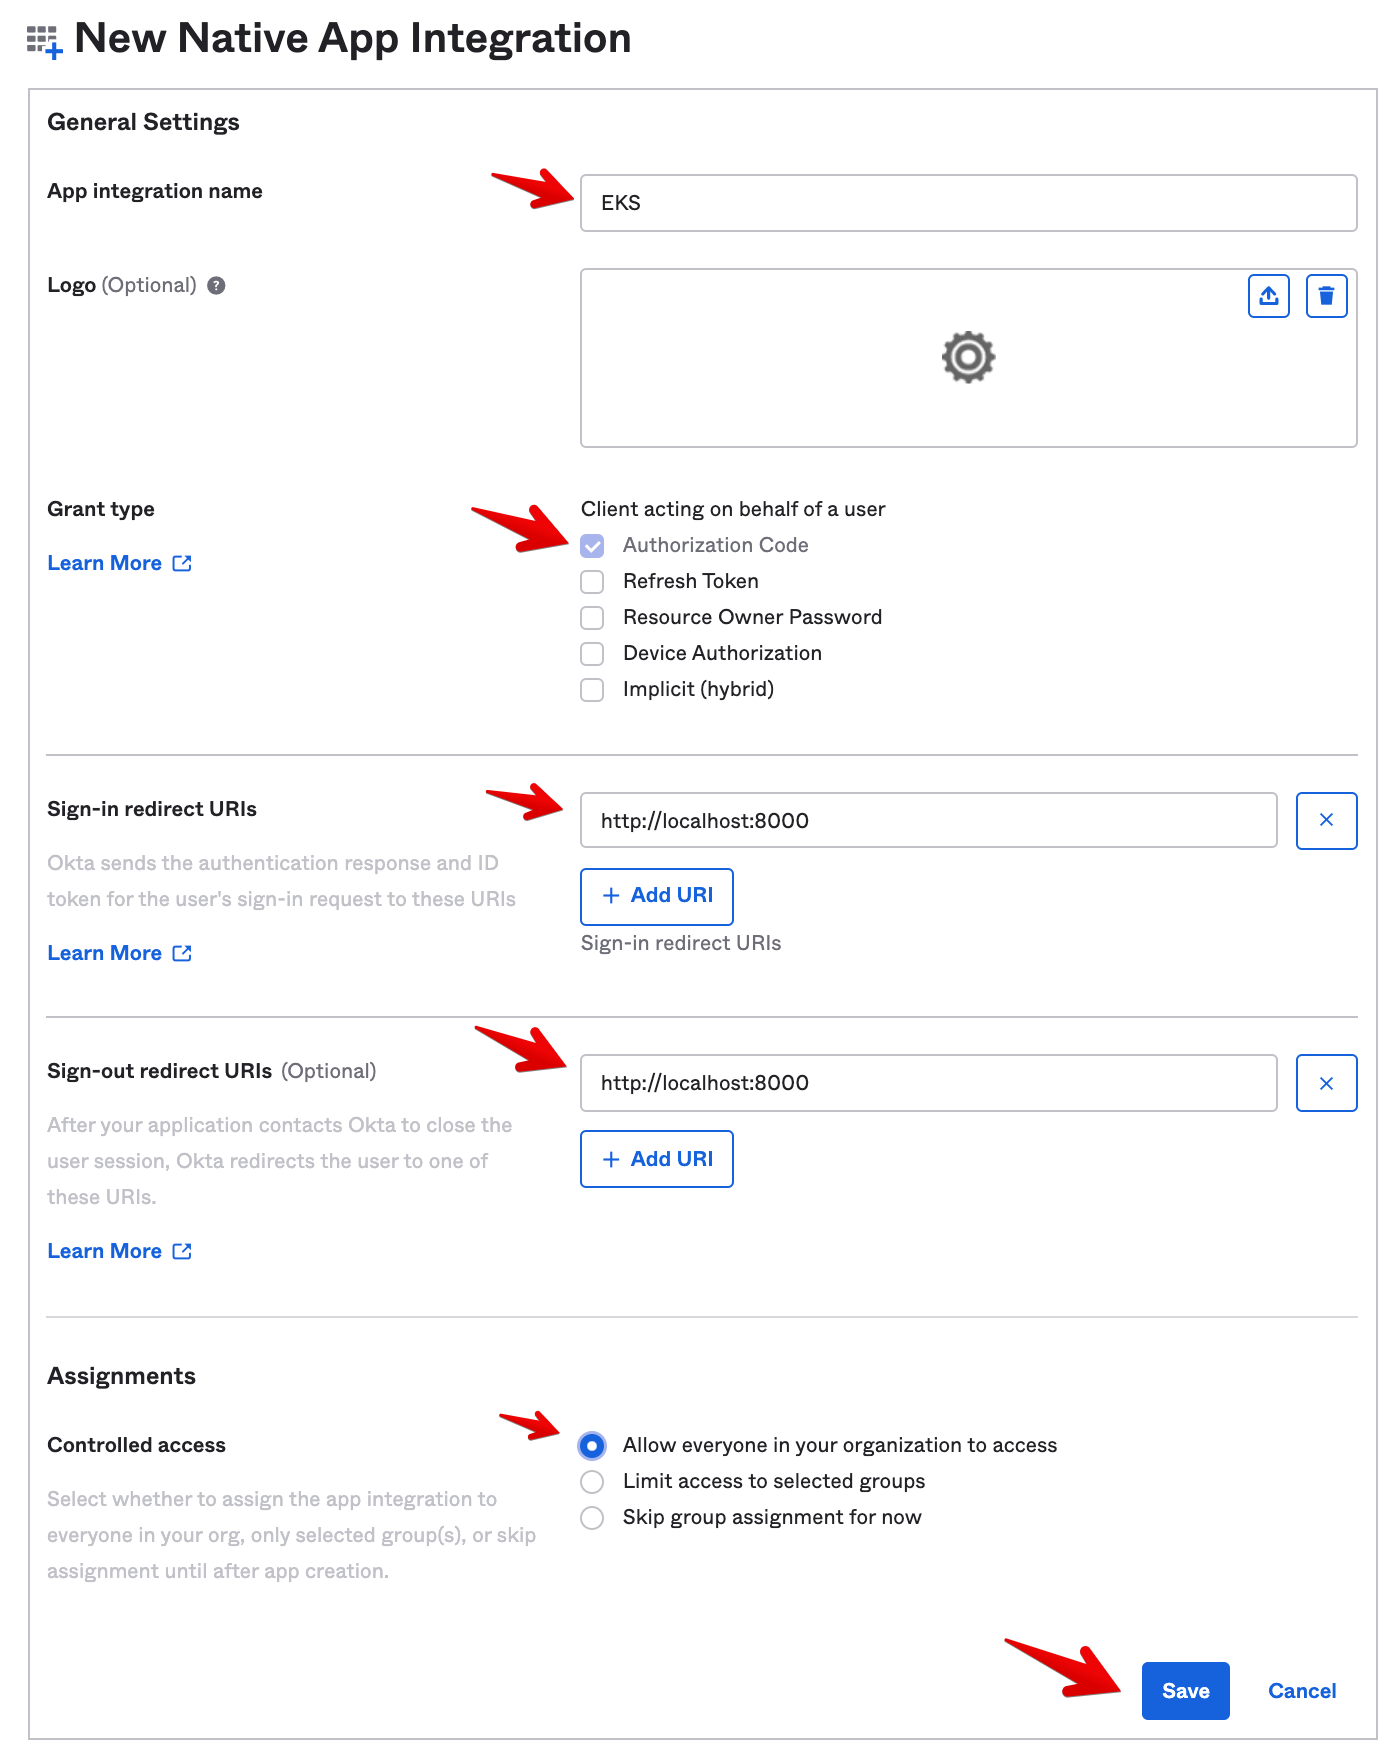 New Native App Integration
General Settings
App integration name
EKS
Logo (Optional) ?
Grant type
Client acting on behalf of a user
Learn More
Authorization Code
Refresh Token
Resource Owner Password
Device Authorization
Implicit (hybrid)
Sign-in redirect URIs
http://localhost:8000
Okta sends the authentication response and ID
token for the user's sign-in request to these URIs
Learn More
+ Add URI
Sign-in redirect URIs
Sign-out redirect URIs (Optional)
http://localhost:8000
After your application contacts Okta to close the
user session, Okta redirects the user to one of
these URIs.
Learn More
+ Add URI
Assignments
Controlled access
Select whether to assign the app integration to
everyone in your org, only selected group(s), or skip
assignment until after app creation.
Allow everyone in your organization to access
Limit access to selected groups
Skip group assignment for now
Save Cancel